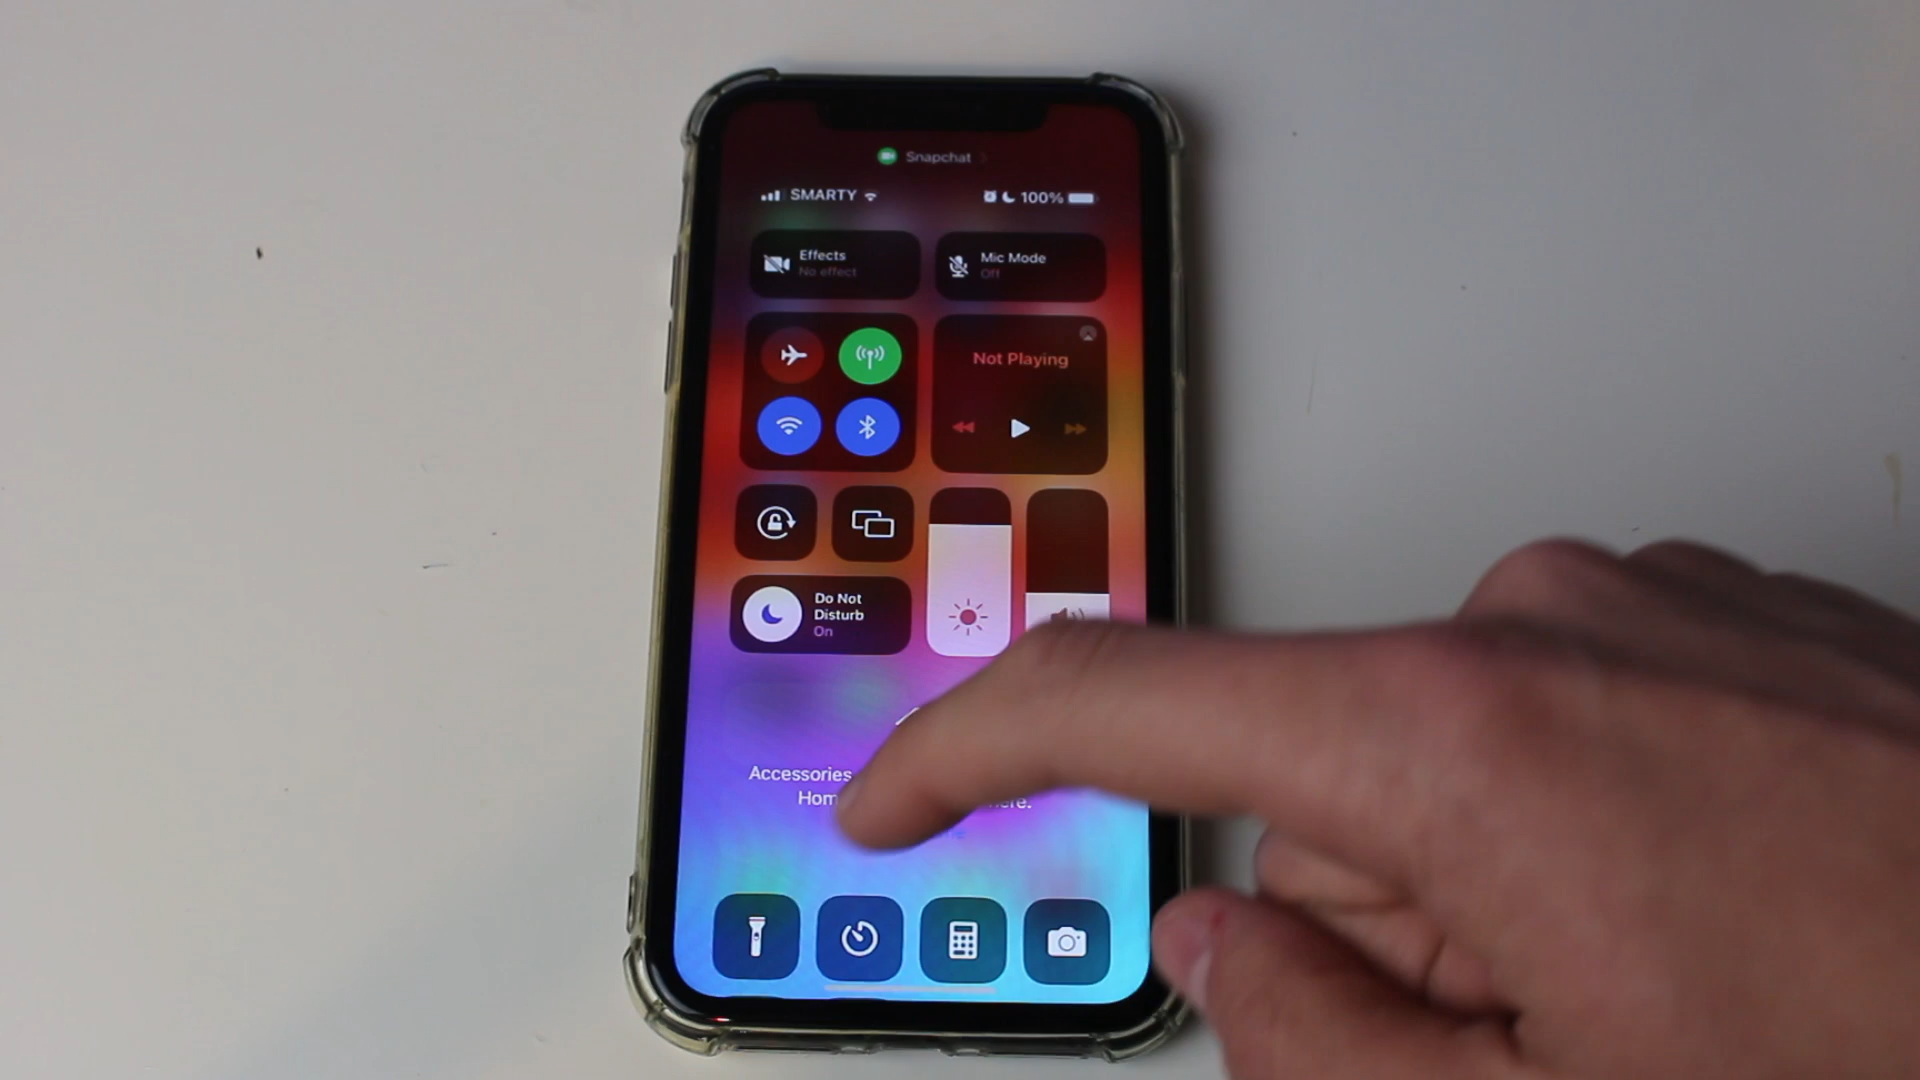 Snapchat
SMARTY
100%
Effects
No effect
Mic Mode
Off
Not Playing
Do Not
Disturb
On
Accessories